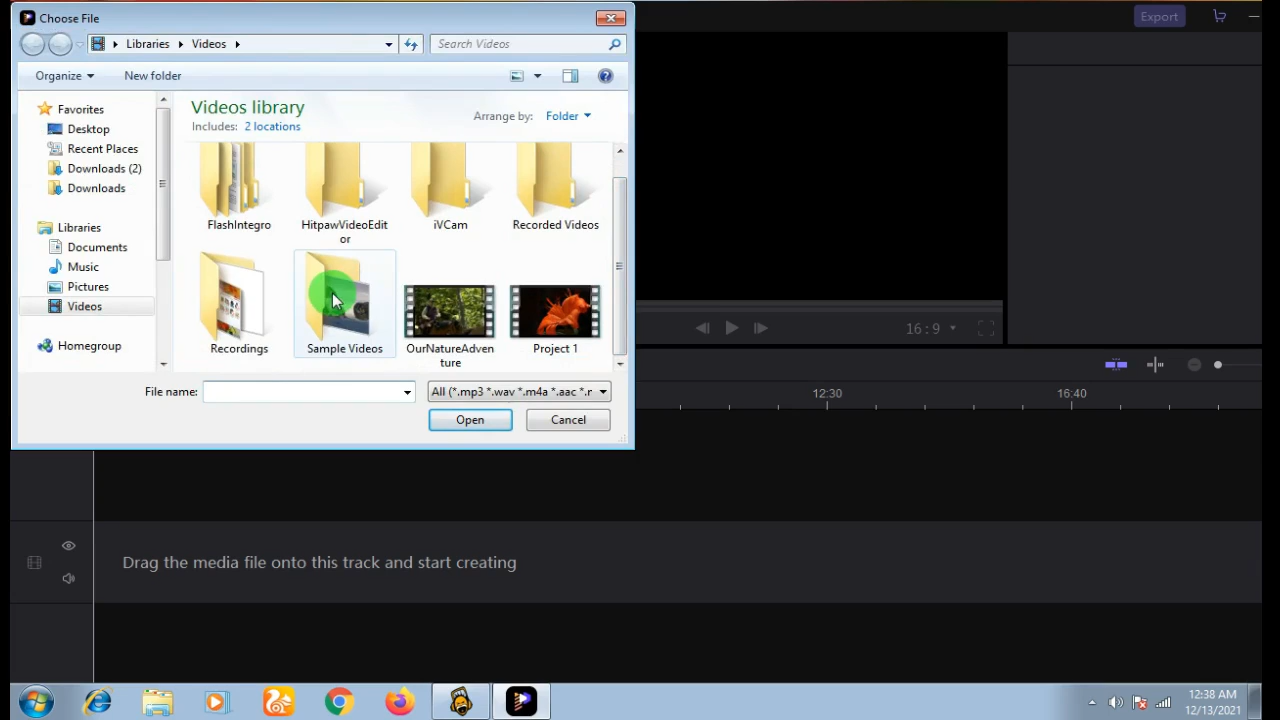 Choose File
Export
Libraries Videos
Search Videos
Organize New folder
Favorites
Desktop
Recent Places
Downloads (2)
Downloads
Libraries
Documents
Music
Pictures
Videos
Homegroup
Videos library
Includes: 2 locations
Arrange by: Folder
FlashIntegro
HitpawVideoEdit
or
iVCam
Recorded Videos
Recordings
Sample Videos
OurNatureAdven
ture
Project 1
File name:
All (*.mp3 *.wav *.m4a *.aac *.r
Open
Cancel
16:9
12:30
16:40
Drag the media file onto this track and start creating
12:38 AM
12/13/2021